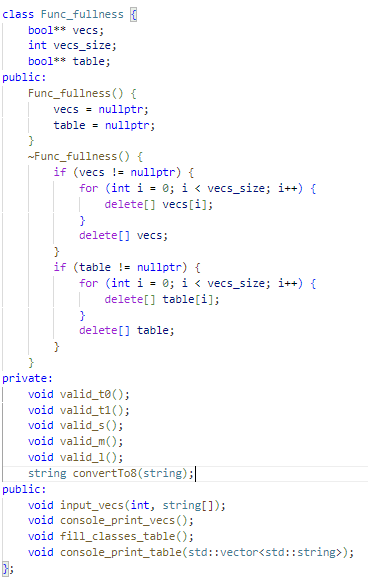 class Func_fullness {
    bool** vecs;
    int vecs_size;
    bool** table;
public:
    Func_fullness() {
        vecs = nullptr;
        table = nullptr;
    }
    ~Func_fullness() {
        if (vecs != nullptr) {
            for (int i = 0; i < vecs_size; i++) {
                delete[] vecs[i];
            }
            delete[] vecs;
        }
        if (table != nullptr) {
            for (int i = 0; i < vecs_size; i++) {
                delete[] table[i];
            }
            delete[] table;
        }
    }
private:
    void valid_t0();
    void valid_t1();
    void valid_s();
    void valid_m();
    void valid_l();
    string convertTo8(string);
public:
    void input_vecs(int, string[]);
    void console_print_vecs();
    void fill_classes_table();
    void console_print_table(std::vector<std::string>);
};